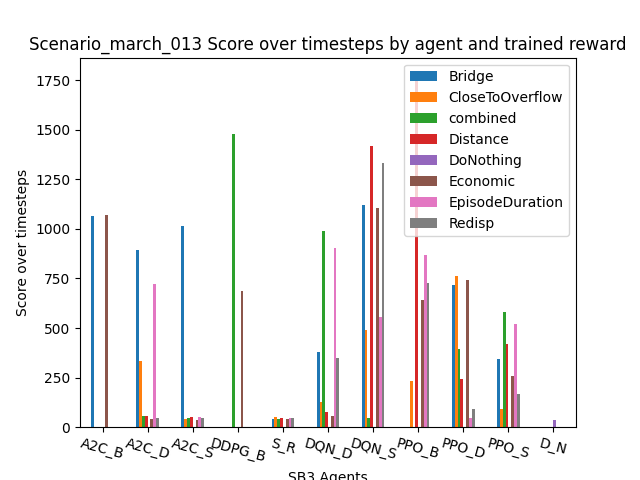 Scenario_march_013 Score over timesteps by agent and trained reward
Score over timesteps
1750
1500
1250
1000
750
500
250
0
Bridge
CloseToOverflow
combined
Distance
DoNothing
Economic
EpisodeDuration
Redisp
A2C_B A2C_D A2C_S DDPG_B S_R DQN_D DQN_S PPO_B PPO_D PPO_S D_N
SB3 Agents